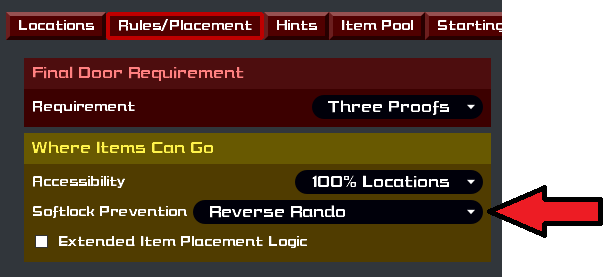 Locations Rules/Placement Hints Item Pool Starting
Final Door Requirement
Requirement Three Proofs
Where Items Can Go
Accessibility 100% Locations
Softlock Prevention Reverse Rando
Extended Item Placement Logic